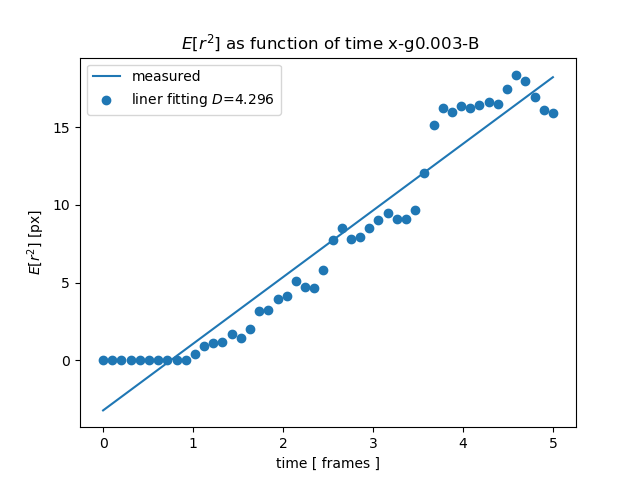 E[r²] as function of time x-g0.003-B
measured
liner fitting D=4.296
E[r²] [px]
15
10
5
0
0 1 2 3 4 5
time [ frames ]